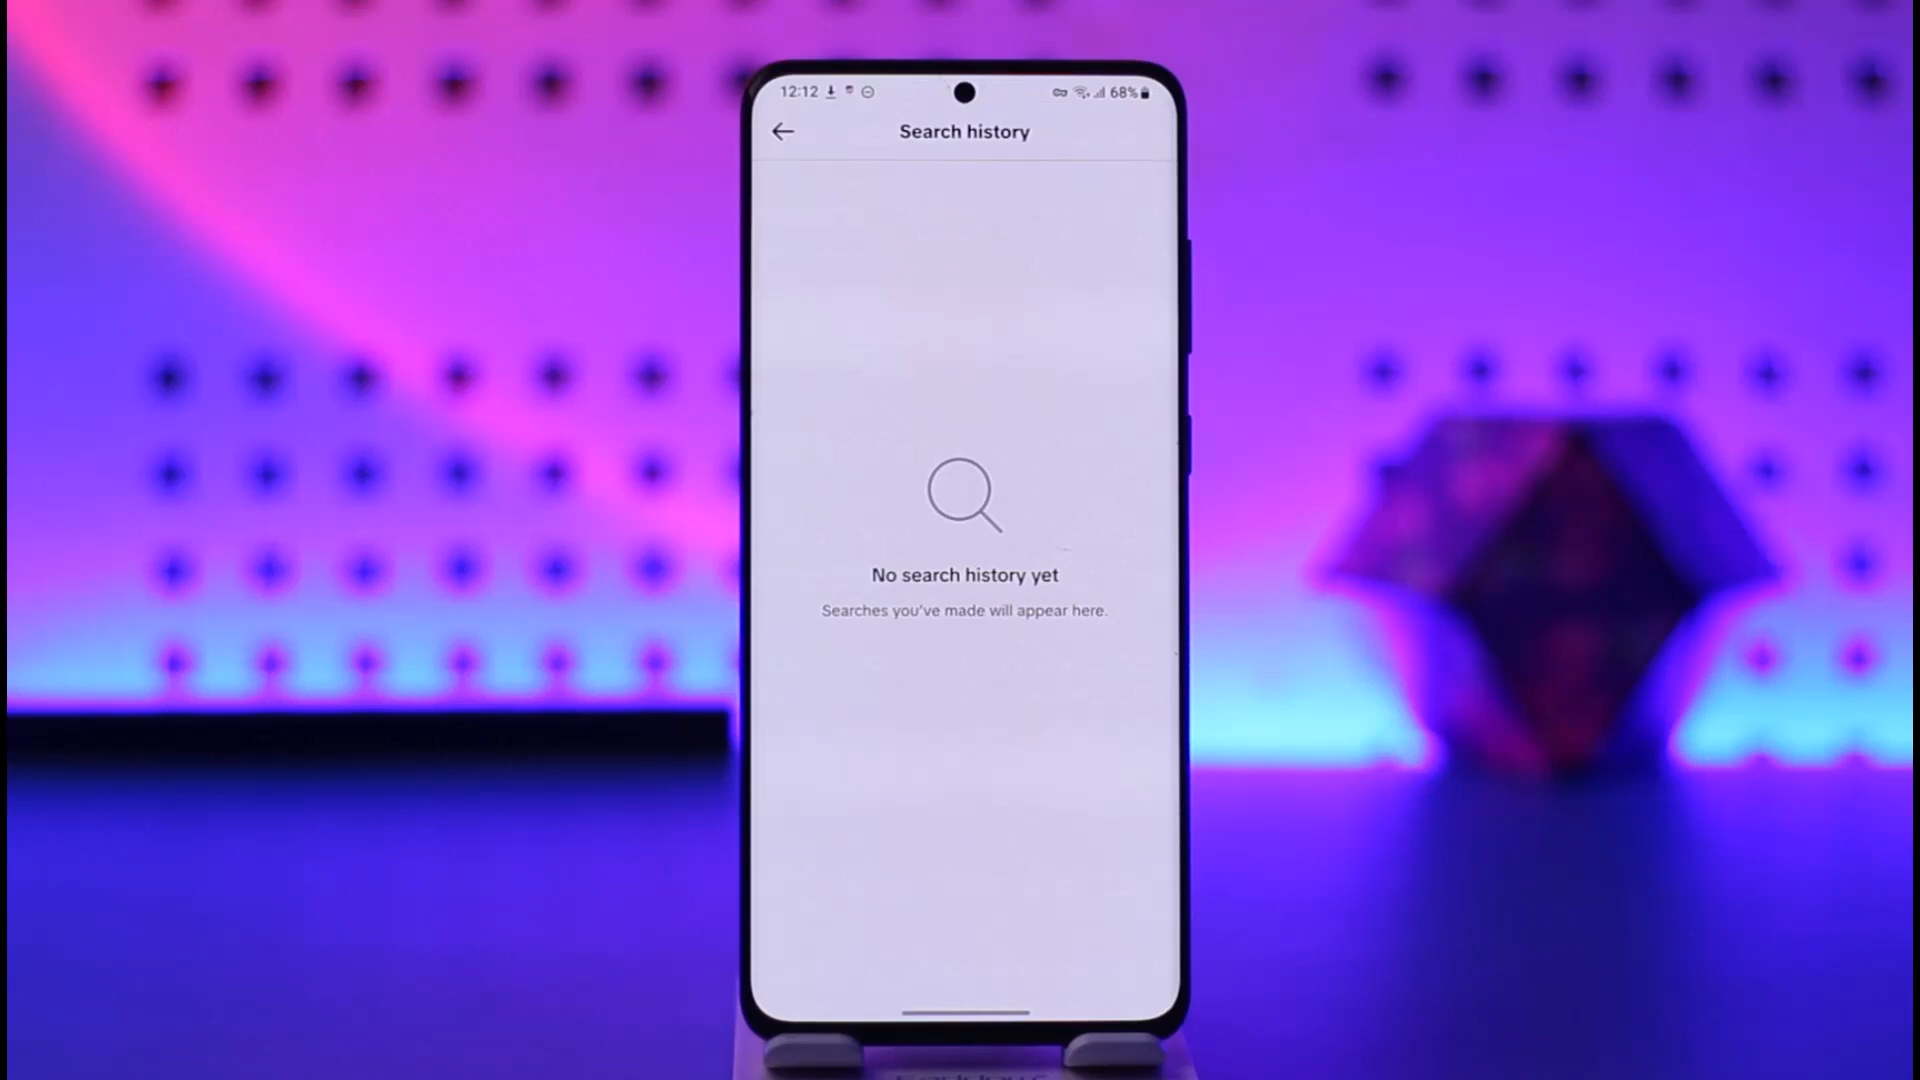 12:12 68%
Search history
No search history yet
Searches you've made will appear here.